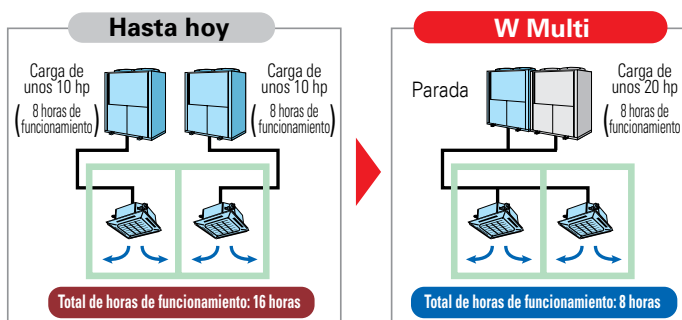 Hasta hoy
Carga de
unos 10 hp
(8 horas de
funcionamiento)
Carga de
unos 10 hp
(8 horas de
funcionamiento)
Total de horas de funcionamiento: 16 horas
W Multi
Parada
Carga de
unos 20 hp
(8 horas de
funcionamiento)
Total de horas de funcionamiento: 8 horas